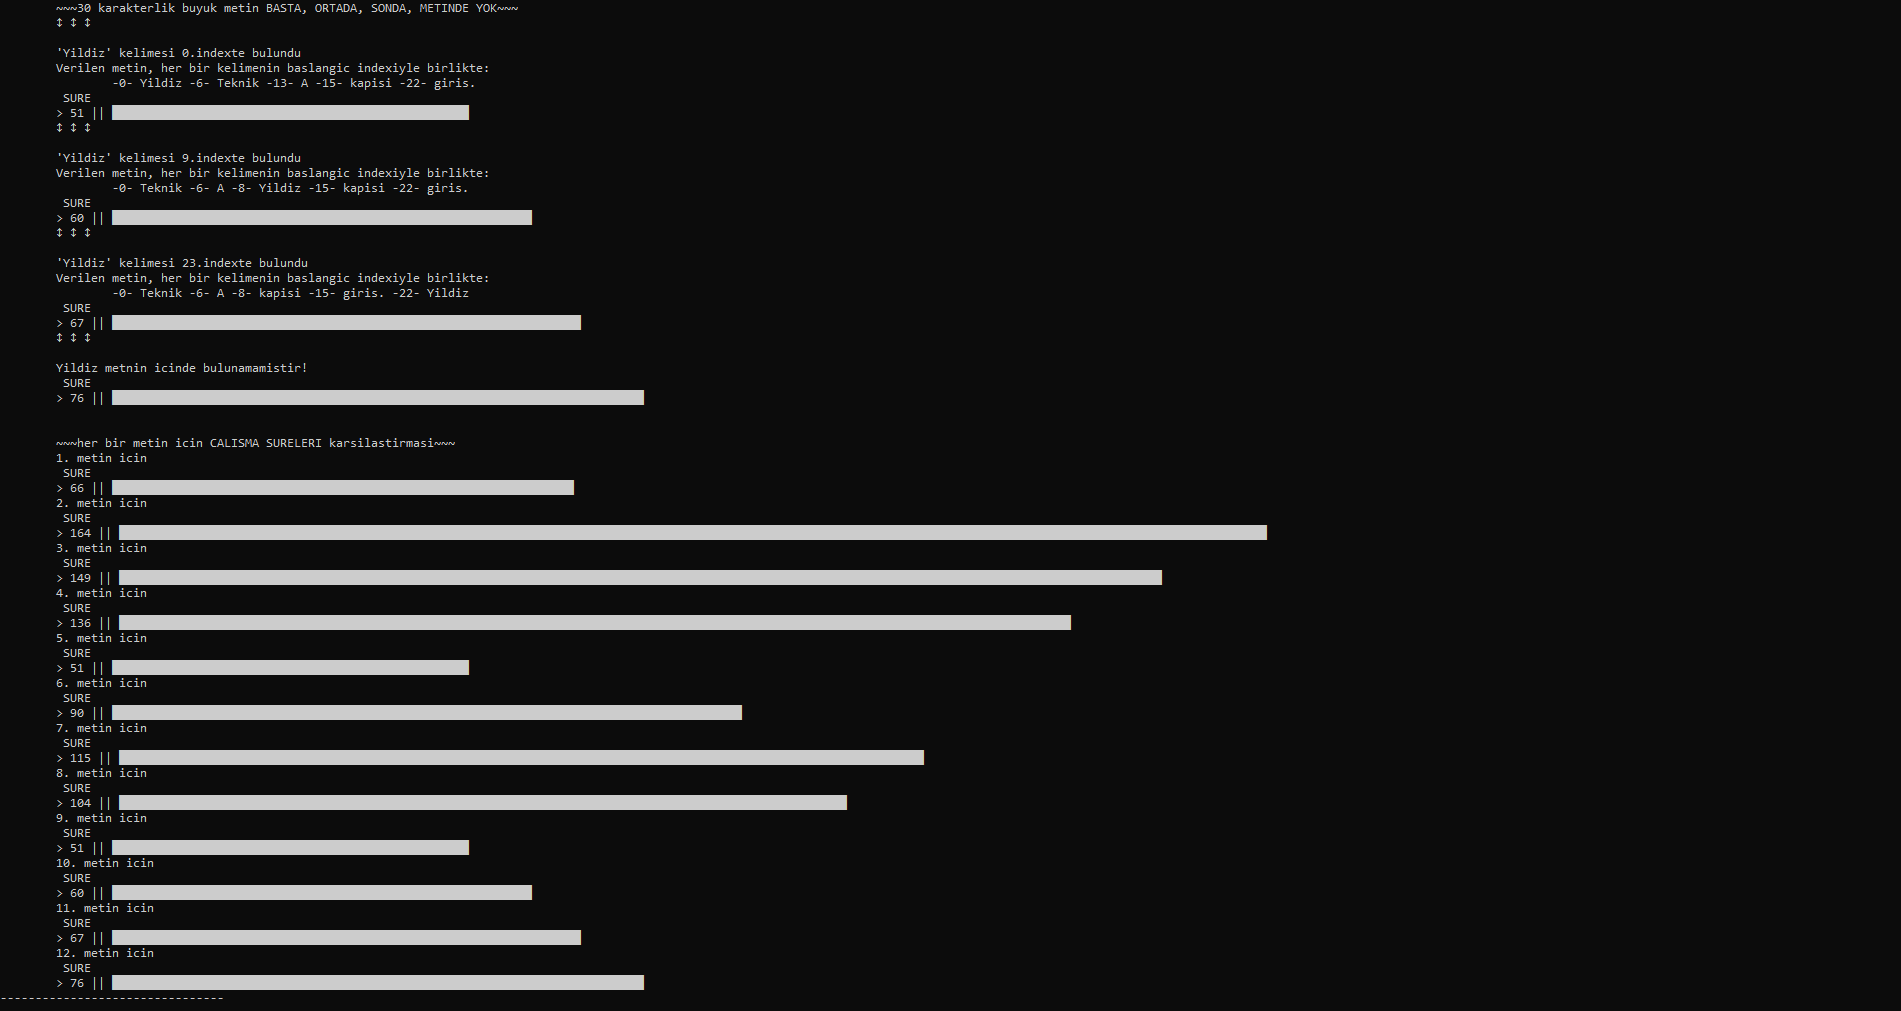 ~~~30 karakterlik buyuk metin BASTA, ORTADA, SONDA, METINDE YOK~~~
↕ ↕ ↕
'Yildiz' kelimesi 0.indexte bulundu
Verilen metin, her bir kelimenin baslangic indexiyle birlikte:
-0- Yildiz -6- Teknik -13- A -15- kapisi -22- giris.
SURE
> 51 ||
↕ ↕ ↕
'Yildiz' kelimesi 9.indexte bulundu
Verilen metin, her bir kelimenin baslangic indexiyle birlikte:
-0- Teknik -6- A -8- Yildiz -15- kapisi -22- giris.
SURE
> 60 ||
↕ ↕ ↕
'Yildiz' kelimesi 23.indexte bulundu
Verilen metin, her bir kelimenin baslangic indexiyle birlikte:
-0- Teknik -6- A -8- kapisi -15- giris. -22- Yildiz
SURE
> 67 ||
↕ ↕ ↕
Yildiz metnin icinde bulunamamistir!
SURE
> 76 ||
~~~her bir metin icin CALISMA SURELERI karsilastirmasi~~~
1. metin icin
SURE
> 66 ||
2. metin icin
SURE
> 164 ||
3. metin icin
SURE
> 149 ||
4. metin icin
SURE
> 136 ||
5. metin icin
SURE
> 51 ||
6. metin icin
SURE
> 90 ||
7. metin icin
SURE
> 115 ||
8. metin icin
SURE
> 104 ||
9. metin icin
SURE
> 51 ||
10. metin icin
SURE
> 60 ||
11. metin icin
SURE
> 67 ||
12. metin icin
SURE
> 76 ||
--------------------------------